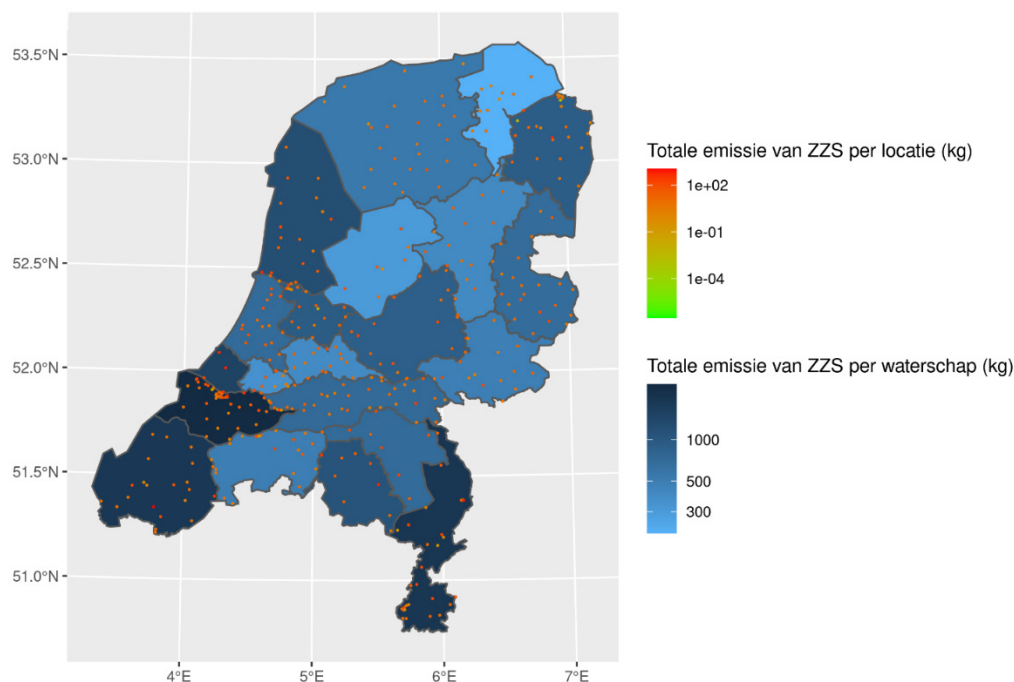 53.5°N
53.0°N
52.5°N
52.0°N
51.5°N
51.0°N
4°E 5°E 6°E 7°E
Totale emissie van ZZS per locatie (kg)
1e+02
1e-01
1e-04
Totale emissie van ZZS per waterschap (kg)
1000
500
300